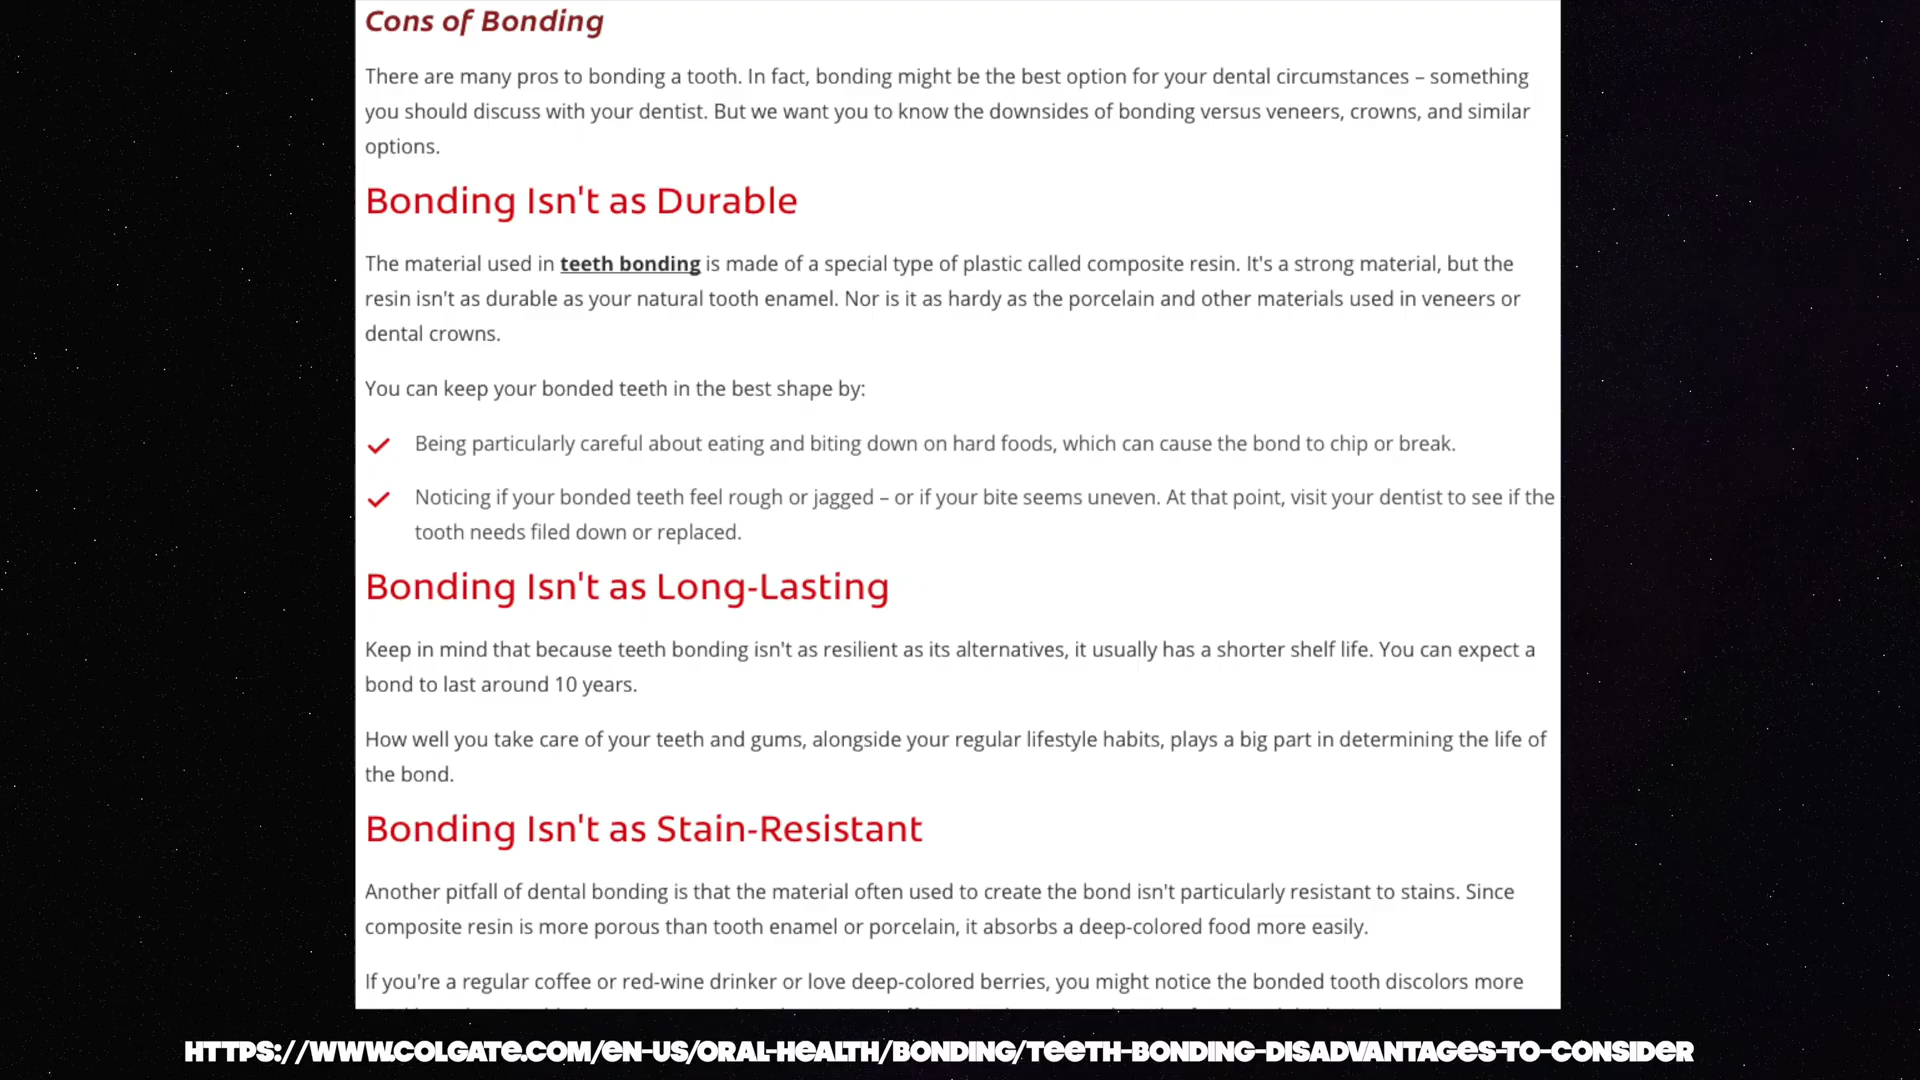 Cons of Bonding
There are many pros to bonding a tooth. In fact, bonding might be the best option for your dental circumstances – something
you should discuss with your dentist. But we want you to know the downsides of bonding versus veneers, crowns, and similar
options.
Bonding Isn't as Durable
The material used in teeth bonding is made of a special type of plastic called composite resin. It's a strong material, but the
resin isn't as durable as your natural tooth enamel. Nor is it as hardy as the porcelain and other materials used in veneers or
dental crowns.
You can keep your bonded teeth in the best shape by:
Being particularly careful about eating and biting down on hard foods, which can cause the bond to chip or break.
Noticing if your bonded teeth feel rough or jagged – or if your bite seems uneven. At that point, visit your dentist to see if the
tooth needs filed down or replaced.
Bonding Isn't as Long-Lasting
Keep in mind that because teeth bonding isn't as resilient as its alternatives, it usually has a shorter shelf life. You can expect a
bond to last around 10 years.
How well you take care of your teeth and gums, alongside your regular lifestyle habits, plays a big part in determining the life of
the bond.
Bonding Isn't as Stain-Resistant
Another pitfall of dental bonding is that the material often used to create the bond isn't particularly resistant to stains. Since
composite resin is more porous than tooth enamel or porcelain, it absorbs a deep-colored food more easily.
If you're a regular coffee or red-wine drinker or love deep-colored berries, you might notice the bonded tooth discolors more
HTTPS://WWW.COLGATE.COM/EN-US/ORAL-HEALTH/BONDING/TEETH-BONDING-DISADVANTAGES-TO-CONSIDER